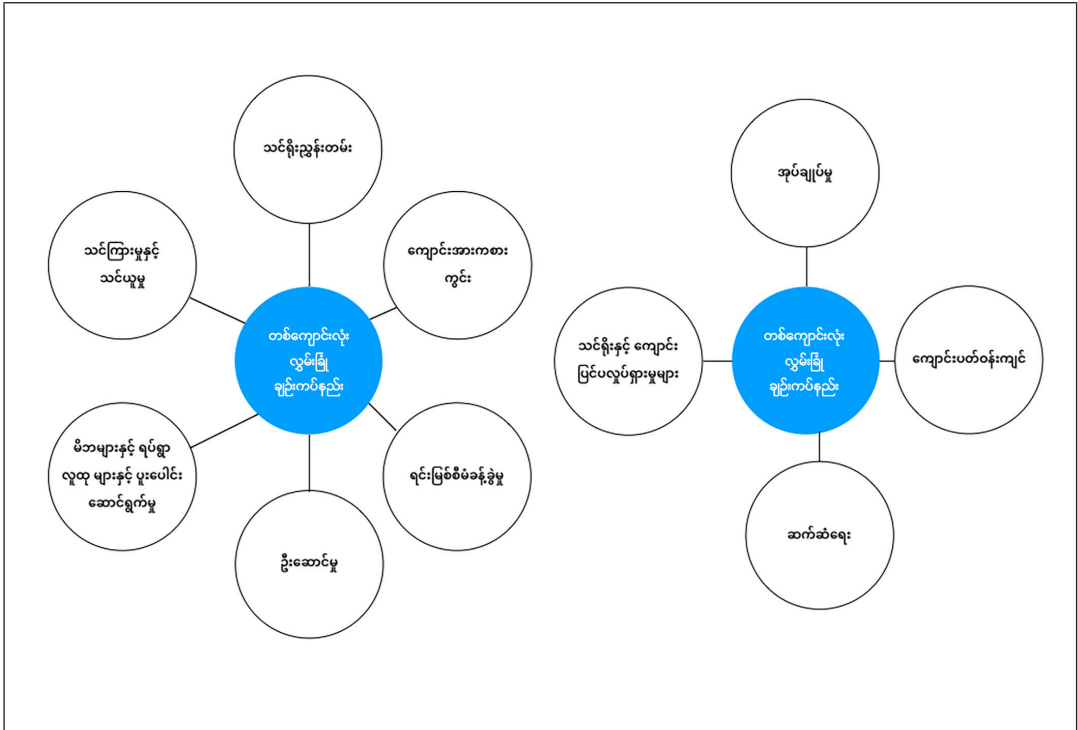 သင်ရိုးညွှန်းတမ်း
သင်ကြားမှုနှင့်
သင်ယူမှု
ကျောင်းအားကစား
ကွင်း
တစ်ကျောင်းလုံး
လွှမ်းခြုံ
ချဉ်းကပ်နည်း
မိဘများနှင့် ရပ်ရွာ
လူထု များနှင့် ပူးပေါင်း
ဆောင်ရွက်မှု
ရင်းမြစ်စီမံခန့်ခွဲမှု
ဦးဆောင်မှု
အုပ်ချုပ်မှု
သင်ရိုးနှင့် ကျောင်း
ပြင်ပလှုပ်ရှားမှုများ
တစ်ကျောင်းလုံး
လွှမ်းခြုံ
ချဉ်းကပ်နည်း
ကျောင်းပတ်ဝန်းကျင်
ဆက်ဆံရေး